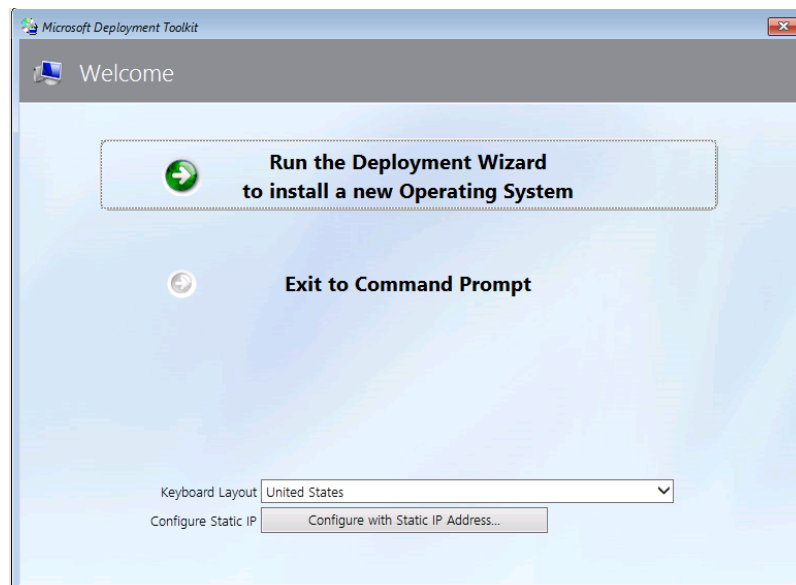 Microsoft Deployment Toolkit
Welcome
Run the Deployment Wizard
to install a new Operating System
Exit to Command Prompt
Keyboard Layout United States
Configure Static IP Configure with Static IP Address...